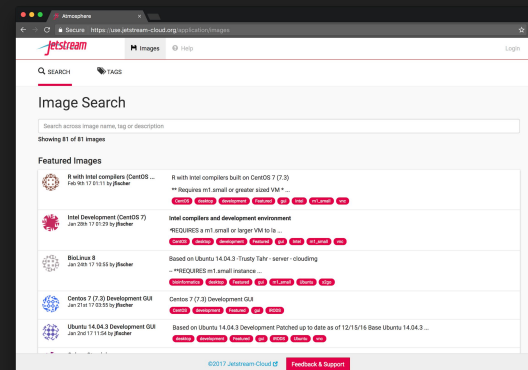 Atmosphere
Secure https://use.jetstream-cloud.org/application/images
Jetstream
Images
Help
Login
SEARCH
TAGS
Image Search
Search across image name, tag or description
Showing 81 of 81 images
Featured Images
R with Intel compilers (CentOS ...
Feb 9th 17 01:11 by jfischer
R with Intel compilers built on CentOS 7 (7.3)
** Requires m1.small or greater sized VM * ...
CentOS desktop development Featured gui Intel m1_small vnc
Intel Development (CentOS 7)
Jan 28th 17 01:29 by jfischer
Intel compilers and development environment
*REQUIRES a m1.small or larger VM to la ...
CentOS desktop development Featured gui Intel m1_small vnc
BioLinux 8
Jan 24th 17 10:55 by jfischer
Based on Ubuntu 14.04.3 -Trusty Tahr - server - cloudimg
-- **REQUIRES m1.small instance ...
bioinformatics desktop Featured gui m1_small Ubuntu x2go
Centos 7 (7.3) Development GUI
Jan 21st 17 03:55 by jfischer
Centos 7 (7.3) Development GUI
CentOS development Featured gui iRODS
Ubuntu 14.04.3 Development GUI
Jan 2nd 17 11:54 by jfischer
Based on Ubuntu 14.04.3 Development Patched up to date as of 12/15/16 Base Ubuntu 14.04.3 ...
desktop development Featured gui iRODS Ubuntu vnc
©2017 Jetstream-Cloud
Feedback & Support